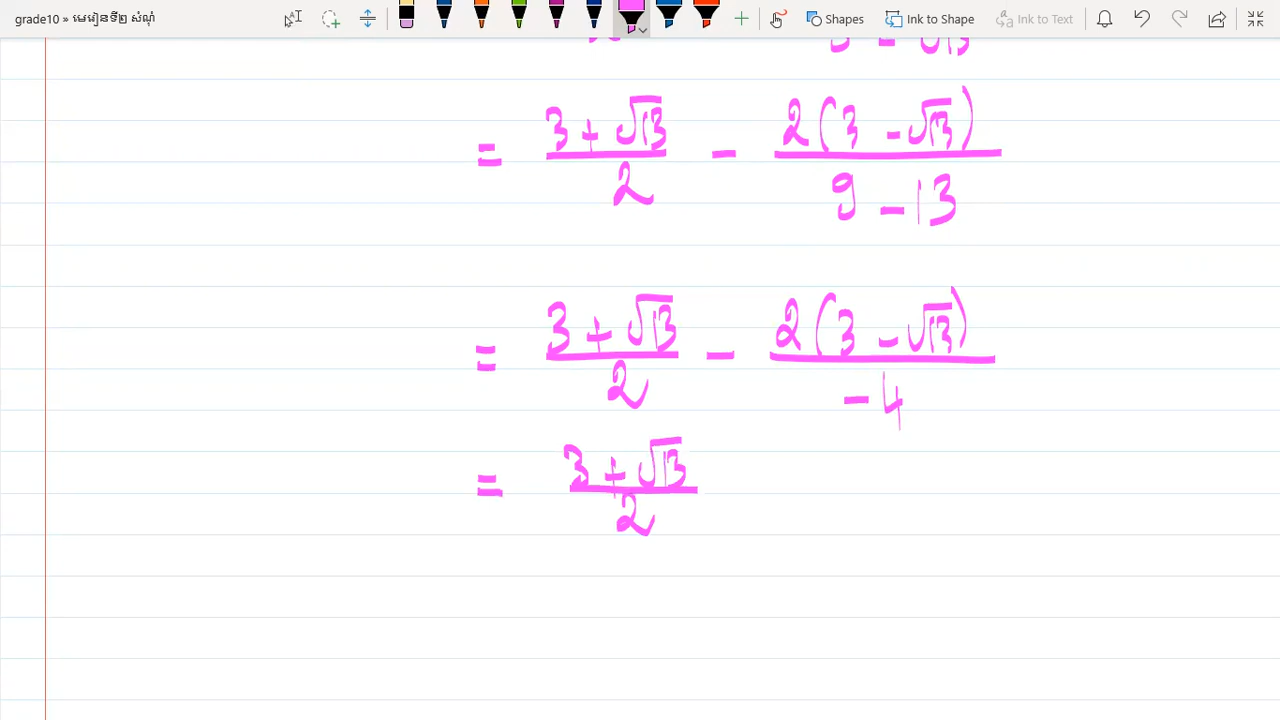 grade10 » មេរៀនទី២ សំណុំ
Shapes
Ink to Shape
Ink to Text
= (3 + √13)/2 - 2(3 - √13)/(9 - 13)
= (3 + √13)/2 - 2(3 - √13)/(-4)
= (3 + √13)/2